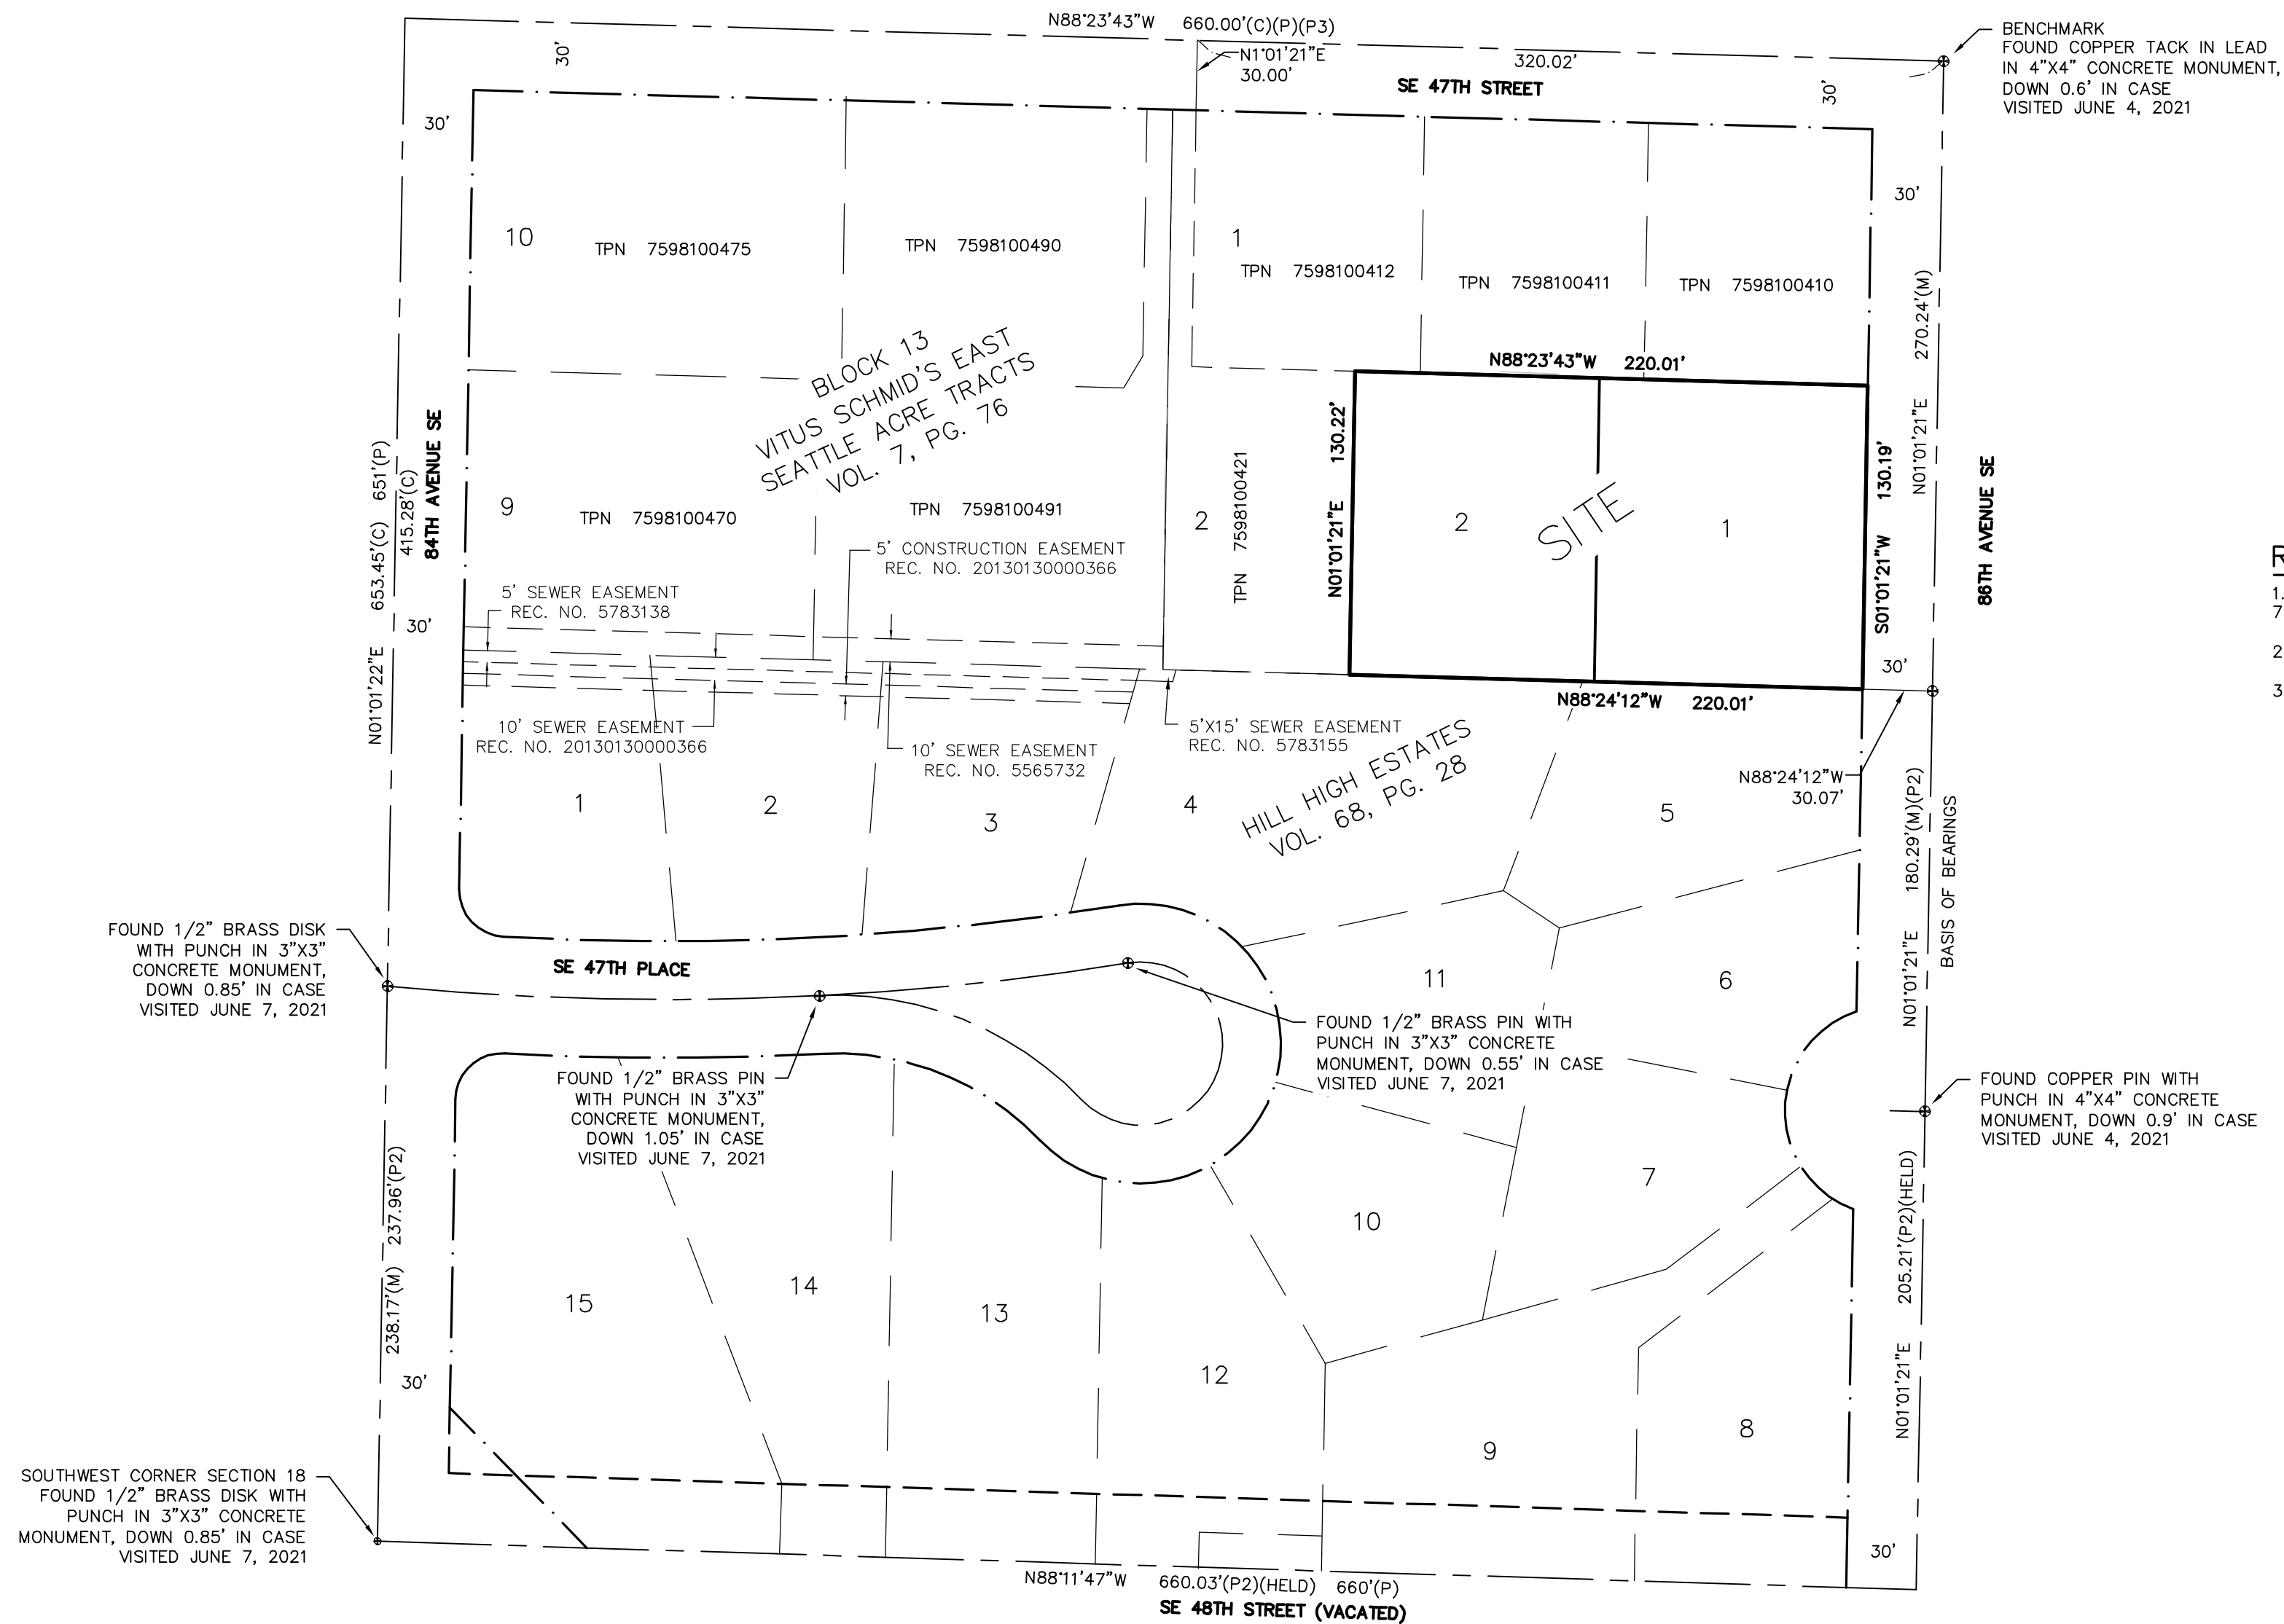 N88°23'43"W 660.00'(C)(P)(P3)
N1°01'21"E
30.00'
320.02'
SE 47TH STREET
30'
30'
30'
30'
BENCHMARK
FOUND COPPER TACK IN LEAD
IN 4"X4" CONCRETE MONUMENT,
DOWN 0.6' IN CASE
VISITED JUNE 4, 2021
10
TPN 7598100475
TPN 7598100490
1
TPN 7598100412
TPN 7598100411
TPN 7598100410
N01°01'21"E 270.24'(M)
BLOCK 13
VITUS SCHMID'S EAST
SEATTLE ACRE TRACTS
VOL. 7, PG. 76
N88°23'43"W 220.01'
N01°01'21"E 130.22'
S01°01'21"W 130.19'
86TH AVENUE SE
84TH AVENUE SE
N01°01'22"E 653.45'(C) 651'(P)
415.28'(C)
9
TPN 7598100470
TPN 7598100491
2
TPN 7598100421
2
SITE
1
5' CONSTRUCTION EASEMENT
REC. NO. 20130130000366
5' SEWER EASEMENT
REC. NO. 5783138
30'
30'
R
1.
7
2
3
N88°24'12"W 220.01'
10' SEWER EASEMENT
REC. NO. 20130130000366
10' SEWER EASEMENT
REC. NO. 5565732
5'X15' SEWER EASEMENT
REC. NO. 5783155
HILL HIGH ESTATES
VOL. 68, PG. 28
N88°24'12"W
30.07'
1
2
3
4
5
N01°01'21"E 180.29'(M)(P2)
BASIS OF BEARINGS
FOUND 1/2" BRASS DISK
WITH PUNCH IN 3"X3"
CONCRETE MONUMENT,
DOWN 0.85' IN CASE
VISITED JUNE 7, 2021
SE 47TH PLACE
11
6
FOUND 1/2" BRASS PIN WITH
PUNCH IN 3"X3" CONCRETE
MONUMENT, DOWN 0.55' IN CASE
VISITED JUNE 7, 2021
FOUND 1/2" BRASS PIN
WITH PUNCH IN 3"X3"
CONCRETE MONUMENT,
DOWN 1.05' IN CASE
VISITED JUNE 7, 2021
FOUND COPPER PIN WITH
PUNCH IN 4"X4" CONCRETE
MONUMENT, DOWN 0.9' IN CASE
VISITED JUNE 4, 2021
238.17'(M) 237.96'(P2)
7
10
N01°01'21"E 205.21'(P2)(HELD)
15
14
13
12
30'
9
8
SOUTHWEST CORNER SECTION 18
FOUND 1/2" BRASS DISK WITH
PUNCH IN 3"X3" CONCRETE
MONUMENT, DOWN 0.85' IN CASE
VISITED JUNE 7, 2021
30'
N88°11'47"W 660.03'(P2)(HELD) 660'(P)
SE 48TH STREET (VACATED)